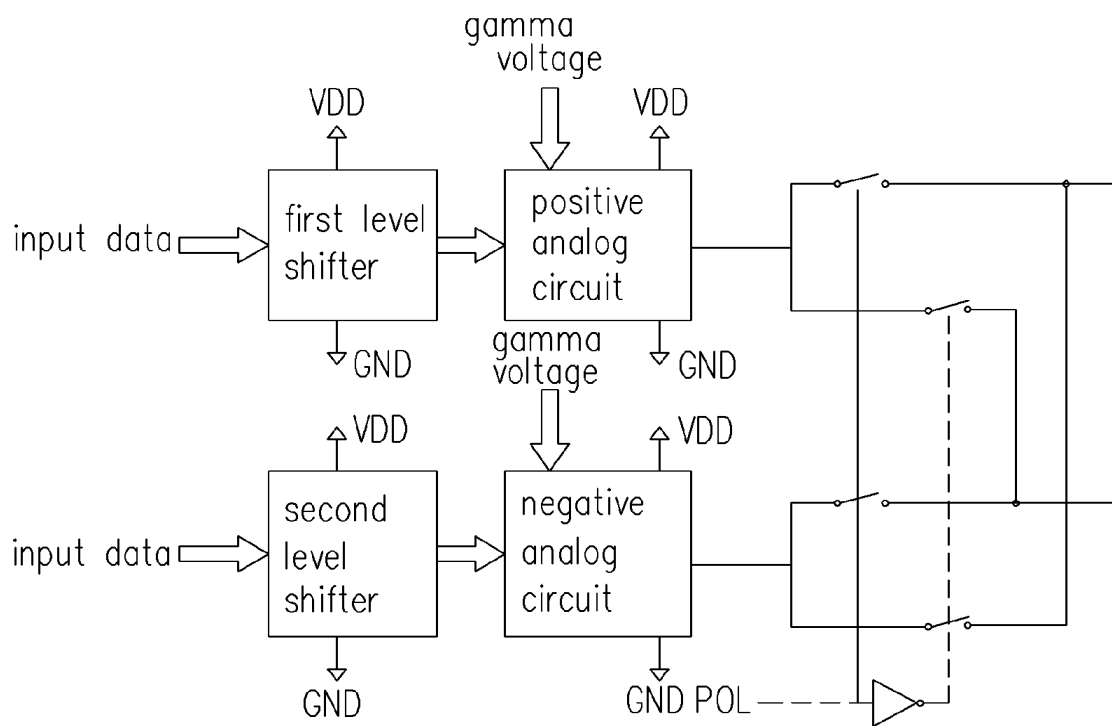 gamma
voltage
VDD
VDD
input data
first level
shifter
positive
analog
circuit
GND
gamma
voltage
GND
VDD
VDD
input data
second
level
shifter
negative
analog
circuit
GND
GND
POL